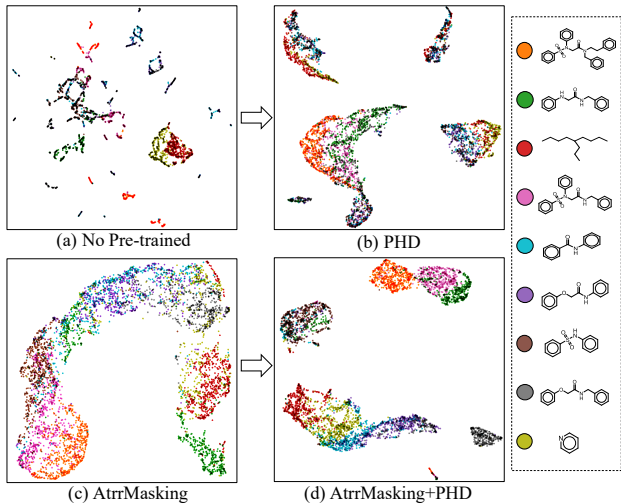 (a) No Pre-trained
(b) PHD
(c) AtrrMasking
(d) AtrrMasking+PHD